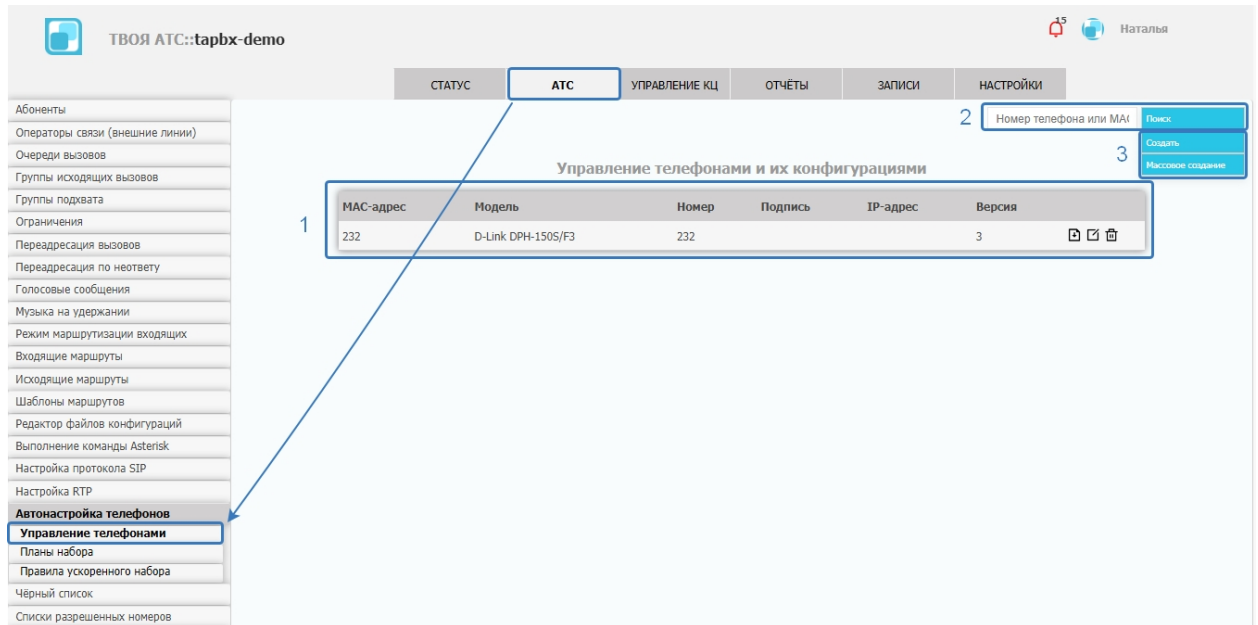 ТВОЯ АТС::tapbx-demo
15
Наталья
СТАТУС
АТС
УПРАВЛЕНИЕ КЦ
ОТЧЁТЫ
ЗАПИСИ
НАСТРОЙКИ
Абоненты
Операторы связи (внешние линии)
Очереди вызовов
Группы исходящих вызовов
Группы подхвата
Ограничения
Переадресация вызовов
Переадресация по неответу
Голосовые сообщения
Музыка на удержании
Режим маршрутизации входящих
Входящие маршруты
Исходящие маршруты
Шаблоны маршрутов
Редактор файлов конфигураций
Выполнение команды Asterisk
Настройка протокола SIP
Настройка RTP
Автонастройка телефонов
Управление телефонами
Планы набора
Правила ускоренного набора
Чёрный список
Списки разрешенных номеров
2
Номер телефона или MAC
Поиск
3
Создать
Массовое создание
Управление телефонами и их конфигурациями
1
MAC-адрес Модель Номер Подпись IP-адрес Версия
232 D-Link DPH-150S/F3 232 3